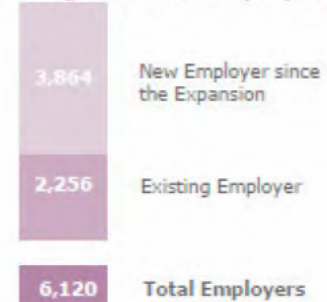 3,864
New Employer since
the Expansion
2,256
Existing Employer
6,120
Total Employers